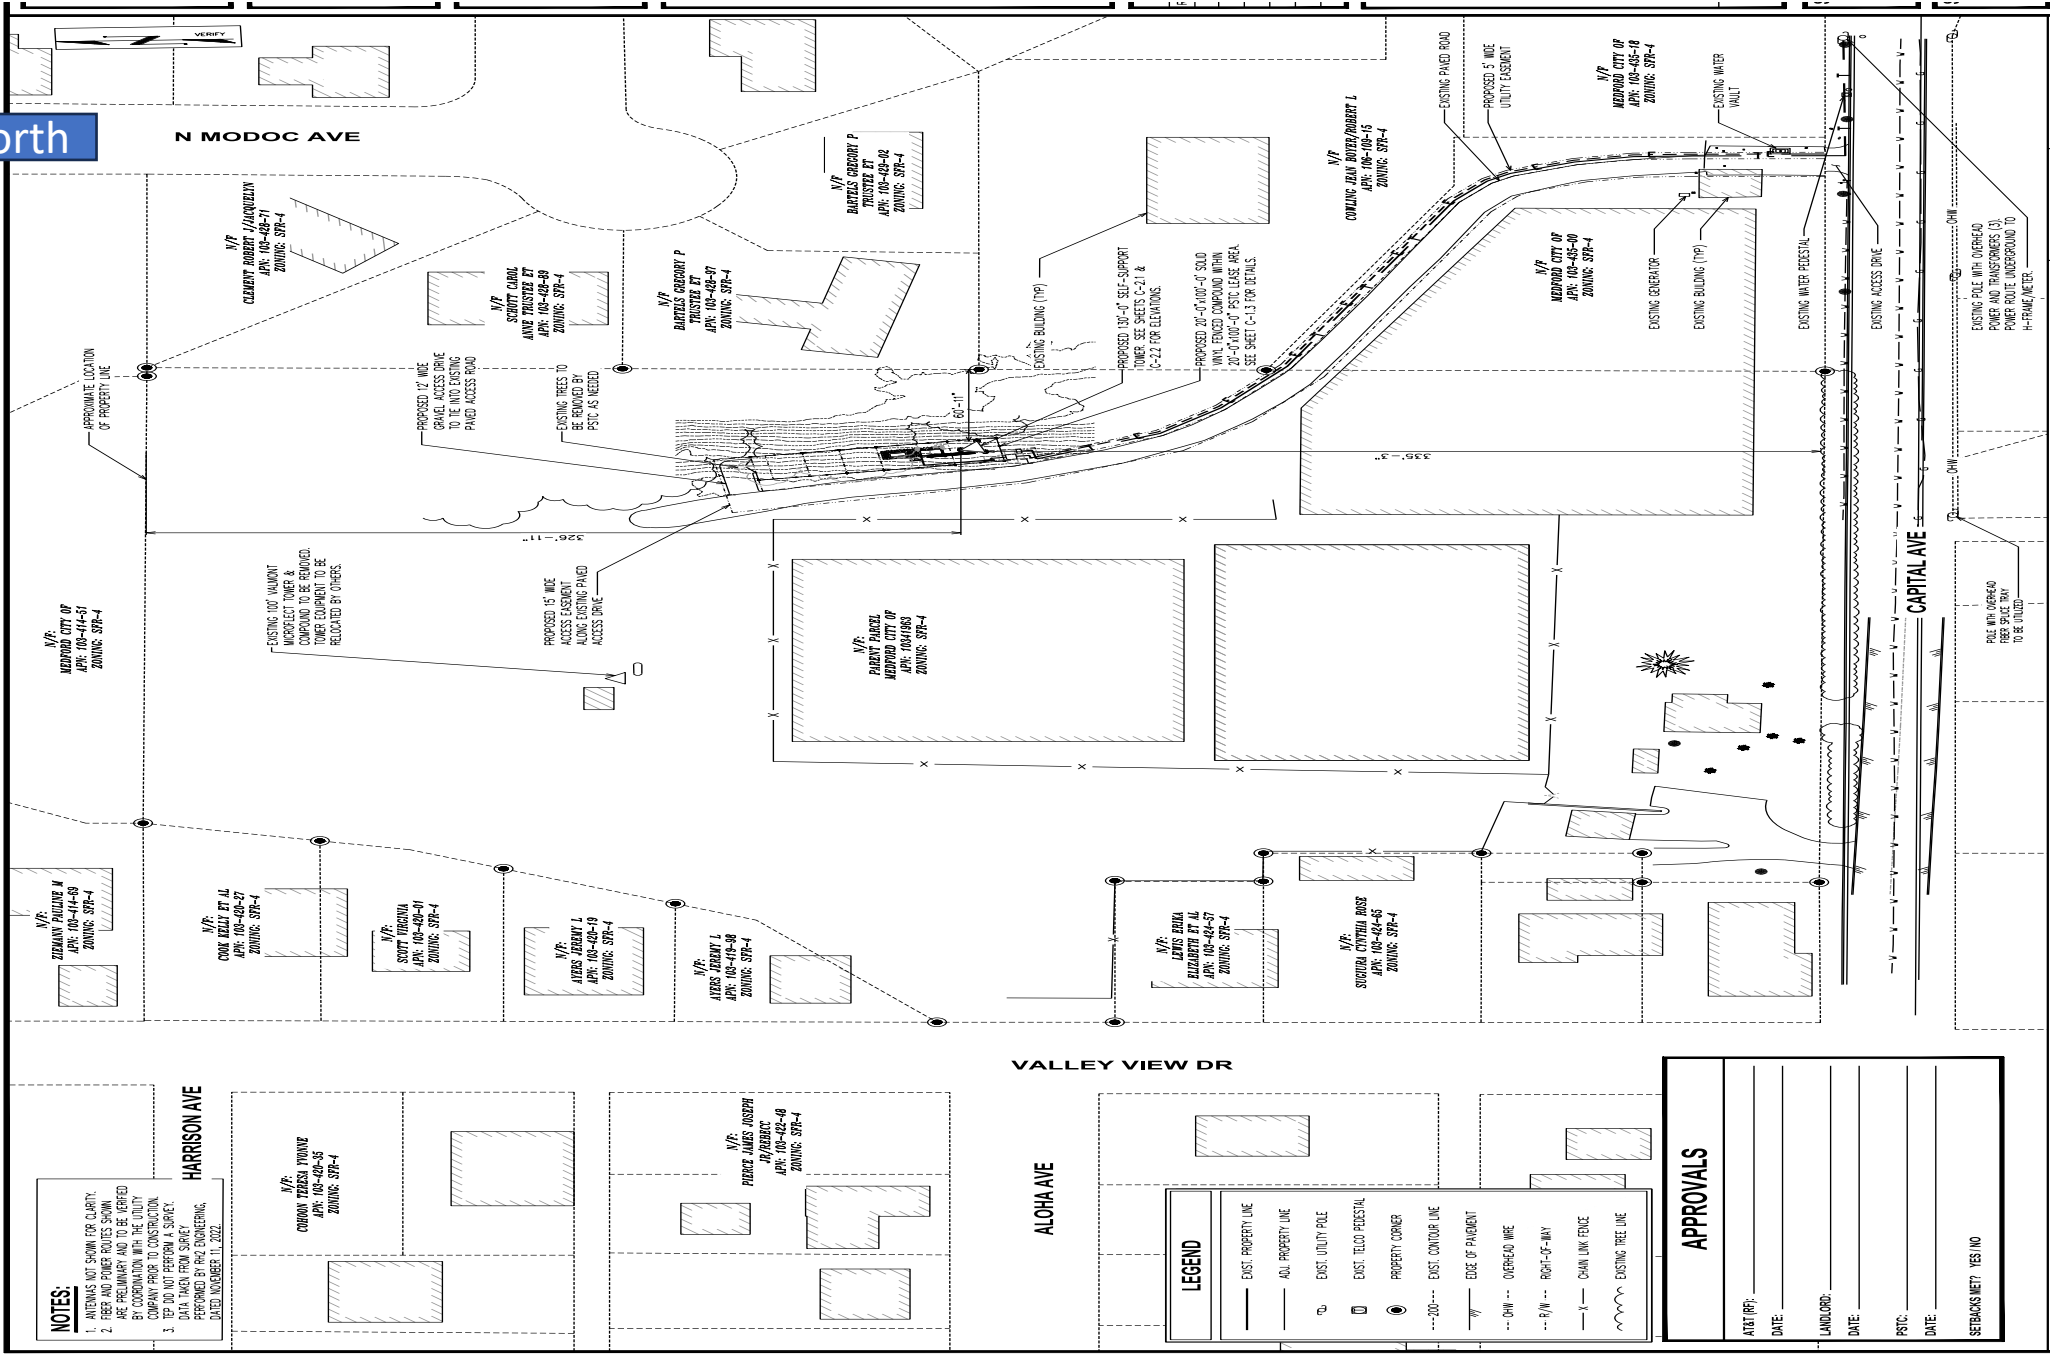 VERIFY
orth
N MODOC AVE
APPROXIMATE LOCATION
OF PROPERTY LINE
N/F
CLEMENT ROBERT J/JACQUELYN
APN: 103-428-71
ZONING: SFR-4
N/F
SCHOTT CAROL
ANNE TRUSTEE ET
APN: 103-428-89
ZONING: SFR-4
N/F
BARTELS GREGORY P
TRUSTEE ET
APN: 103-428-97
ZONING: SFR-4
N/F
BARTELS GREGORY P
TRUSTEE ET
APN: 103-429-02
ZONING: SFR-4
N/F
COWLING JEAN BOYER/ROBERT L
APN: 106-109-15
ZONING: SFR-4
EXISTING PAVED ROAD
PROPOSED 5' WIDE
UTILITY EASEMENT
N/F
MEDFORD CITY OF
APN: 103-435-18
ZONING: SFR-4
EXISTING WATER
VAULT
PROPOSED 12' WIDE
GRAVEL ACCESS DRIVE
TO TIE INTO EXISTING
PAVED ACCESS ROAD
EXISTING TREES TO
BE REMOVED BY
PSTC AS NEEDED
EXISTING BUILDING (TYP)
PROPOSED 130'-0" SELF-SUPPORT
TOWER. SEE SHEETS C-2.1 &
C-2.2 FOR ELEVATIONS.
PROPOSED 20'-0"x100'-0" SOLID
VINYL FENCED COMPOUND WITHIN
20'-0"x100'-0" PSTC LEASE AREA.
SEE SHEET C-1.3 FOR DETAILS.
N/F
MEDFORD CITY OF
APN: 103-435-00
ZONING: SFR-4
EXISTING GENERATOR
EXISTING BUILDING (TYP)
EXISTING WATER PEDESTAL
EXISTING ACCESS DRIVE
EXISTING POLE WITH OVERHEAD
POWER AND TRANSFORMERS (3).
POWER ROUTE UNDERGROUND TO
H-FRAME/METER.
OHW
OHW
60'-11"
335'-3"
326'-11"
N/F:
MEDFORD CITY OF
APN: 103-414-51
ZONING: SFR-4
EXISTING 100' VALMONT
MICROFLECT TOWER &
COMPOUND TO BE REMOVED.
TOWER EQUIPMENT TO BE
RELOCATED BY OTHERS.
PROPOSED 15' WIDE
ACCESS EASEMENT
ALONG EXISTING PAVED
ACCESS DRIVE
N/F:
PARENT PARCEL
MEDFORD CITY OF
APN: 10341963
ZONING: SFR-4
CAPITAL AVE
POLE WITH OVERHEAD
FIBER SPLICE TRAY
TO BE UTILIZED
N/F:
ZIEMANN PAULINE M
APN: 103-414-69
ZONING: SFR-4
N/F:
COOK KELLY ET AL
APN: 103-420-27
ZONING: SFR-4
N/F:
SCOTT VIRGINIA
APN: 103-420-01
ZONING: SFR-4
N/F:
AYERS JEREMY L
APN: 103-420-19
ZONING: SFR-4
N/F:
AYERS JEREMY L
APN: 103-419-98
ZONING: SFR-4
N/F:
LEWIS ERIKA
ELIZABETH ET AL
APN: 103-424-57
ZONING: SFR-4
N/F:
SUGIURA CYNTHIA ROSE
APN: 103-424-65
ZONING: SFR-4
VALLEY VIEW DR
HARRISON AVE
N/F:
COHOON TERESA YVONNE
APN: 103-420-35
ZONING: SFR-4
N/F:
PIERCE JAMES JOSEPH
JR/REBECC
APN: 103-422-48
ZONING: SFR-4
ALOHA AVE
NOTES:
1. ANTENNAS NOT SHOWN FOR CLARITY.
2. FIBER AND POWER ROUTES SHOWN
ARE PRELIMINARY AND TO BE VERIFIED
BY COORDINATION WITH THE UTILITY
COMPANY PRIOR TO CONSTRUCTION.
3. TEP DID NOT PERFORM A SURVEY.
DATA TAKEN FROM SURVEY
PERFORMED BY RH2 ENGINEERING,
DATED NOVEMBER 11, 2022.
LEGEND
EXIST. PROPERTY LINE
ADJ. PROPERTY LINE
EXIST. UTILITY POLE
EXIST. TELCO PEDESTAL
PROPERTY CORNER
---200--- EXIST. CONTOUR LINE
EDGE OF PAVEMENT
-- OHW -- OVERHEAD WIRE
-- R/W -- RIGHT-OF-WAY
X CHAIN LINK FENCE
EXISTING TREE LINE
APPROVALS
AT&T (RF):
DATE:
LANDLORD:
DATE:
PSTC:
DATE:
SETBACKS MET? YES / NO